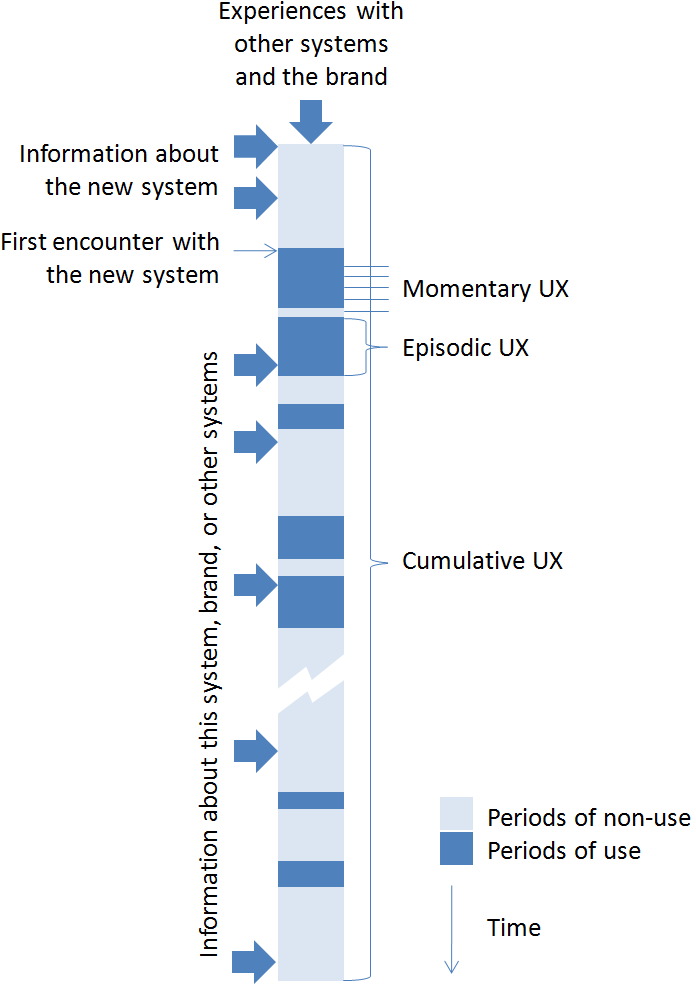 Experiences with
other systems
and the brand
Information about
the new system
First encounter with
the new system
Momentary UX
Episodic UX
Information about this system, brand, or other systems
Cumulative UX
Periods of non-use
Periods of use
Time